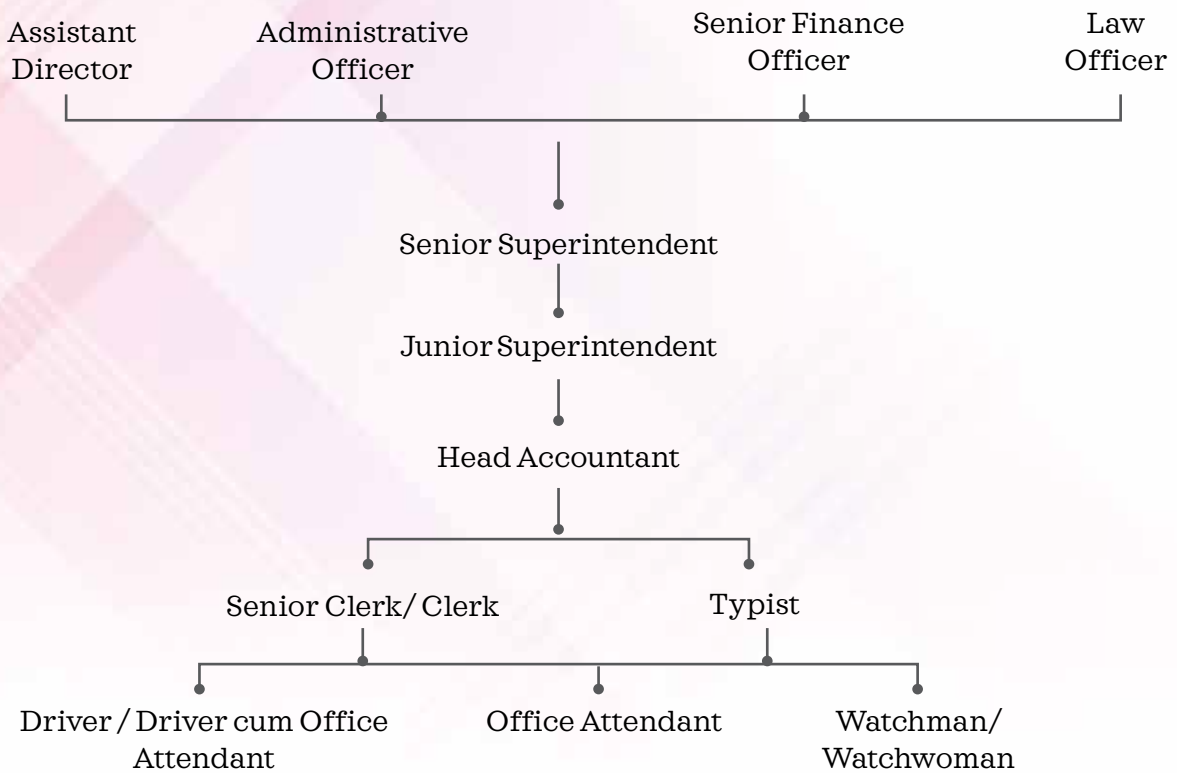 Assistant
Director
Administrative
Officer
Senior Finance
Officer
Law
Officer
Senior Superintendent
Junior Superintendent
Head Accountant
Senior Clerk/ Clerk
Typist
Driver / Driver cum Office
Attendant
Office Attendant
Watchman/
Watchwoman